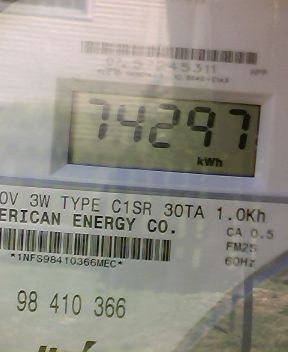 57245311
74297
kWh
0V 3W TYPE C1SR 30TA 1.0Kh
ERICAN ENERGY CO.
CA 0.5
FM2S
60Hz
*1NFS98410366MEC*
98 410 366